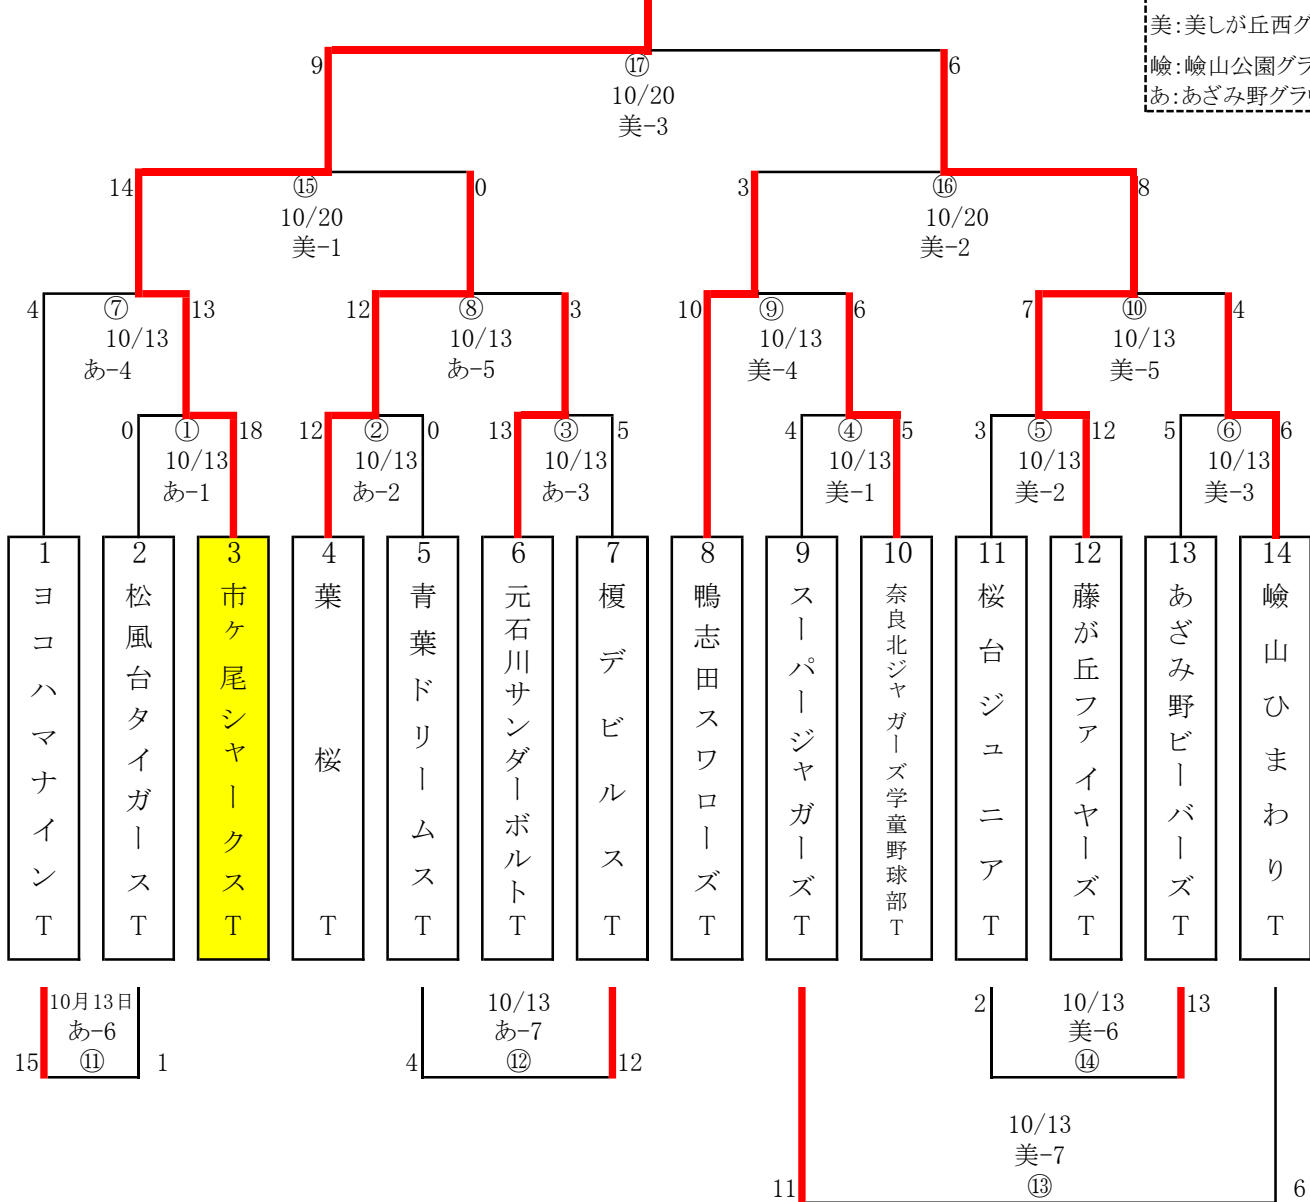 美:美しが丘西グ
嶮:嶮山公園グラ
あ:あざみ野グラ
9 ⑰ 6
10/20
美-3
14 ⑮ 0
10/20
美-1
3 ⑯ 8
10/20
美-2
4 ⑦ 13
10/13
あ-4
12 ⑧ 3
10/13
あ-5
10 ⑨ 6
10/13
美-4
7 ⑩ 4
10/13
美-5
0 ① 18
10/13
あ-1
12 ② 0
10/13
あ-2
13 ③ 5
10/13
あ-3
4 ④ 5
10/13
美-1
3 ⑤ 12
10/13
美-2
5 ⑥ 6
10/13
美-3
1
ヨコハマナインT
2
松風台タイガースT
3
市ヶ尾シャークスT
4
葉桜T
5
青葉ドリームスT
6
元石川サンダーボルトT
7
榎デビルスT
8
鴨志田スワローズT
9
スーパージャガーズT
10
奈良北ジャガーズ学童野球部T
11
桜台ジュニアT
12
藤が丘ファイヤーズT
13
あざみ野ビーバーズT
14
嶮山ひまわりT
10月13日
あ-6
15 ⑪ 1
10/13
あ-7
4 ⑫ 12
2 10/13 13
美-6
⑭
10/13
美-7
11 ⑬ 6